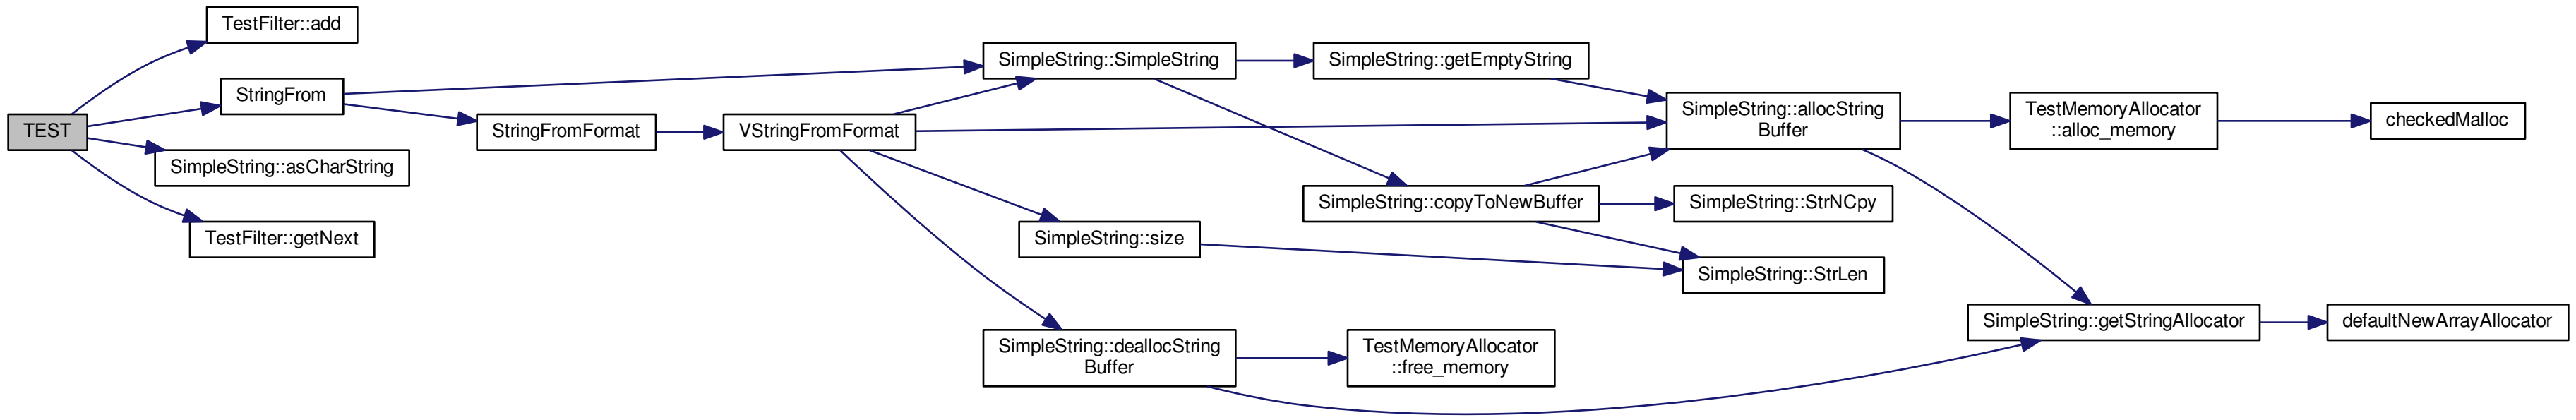 TestFilter::add
SimpleString::SimpleString
SimpleString::getEmptyString
StringFrom
SimpleString::allocString
Buffer
TestMemoryAllocator
::alloc_memory
checkedMalloc
TEST
StringFromFormat
VStringFromFormat
SimpleString::asCharString
SimpleString::copyToNewBuffer
SimpleString::StrNCpy
TestFilter::getNext
SimpleString::size
SimpleString::StrLen
SimpleString::getStringAllocator
defaultNewArrayAllocator
SimpleString::deallocString
Buffer
TestMemoryAllocator
::free_memory